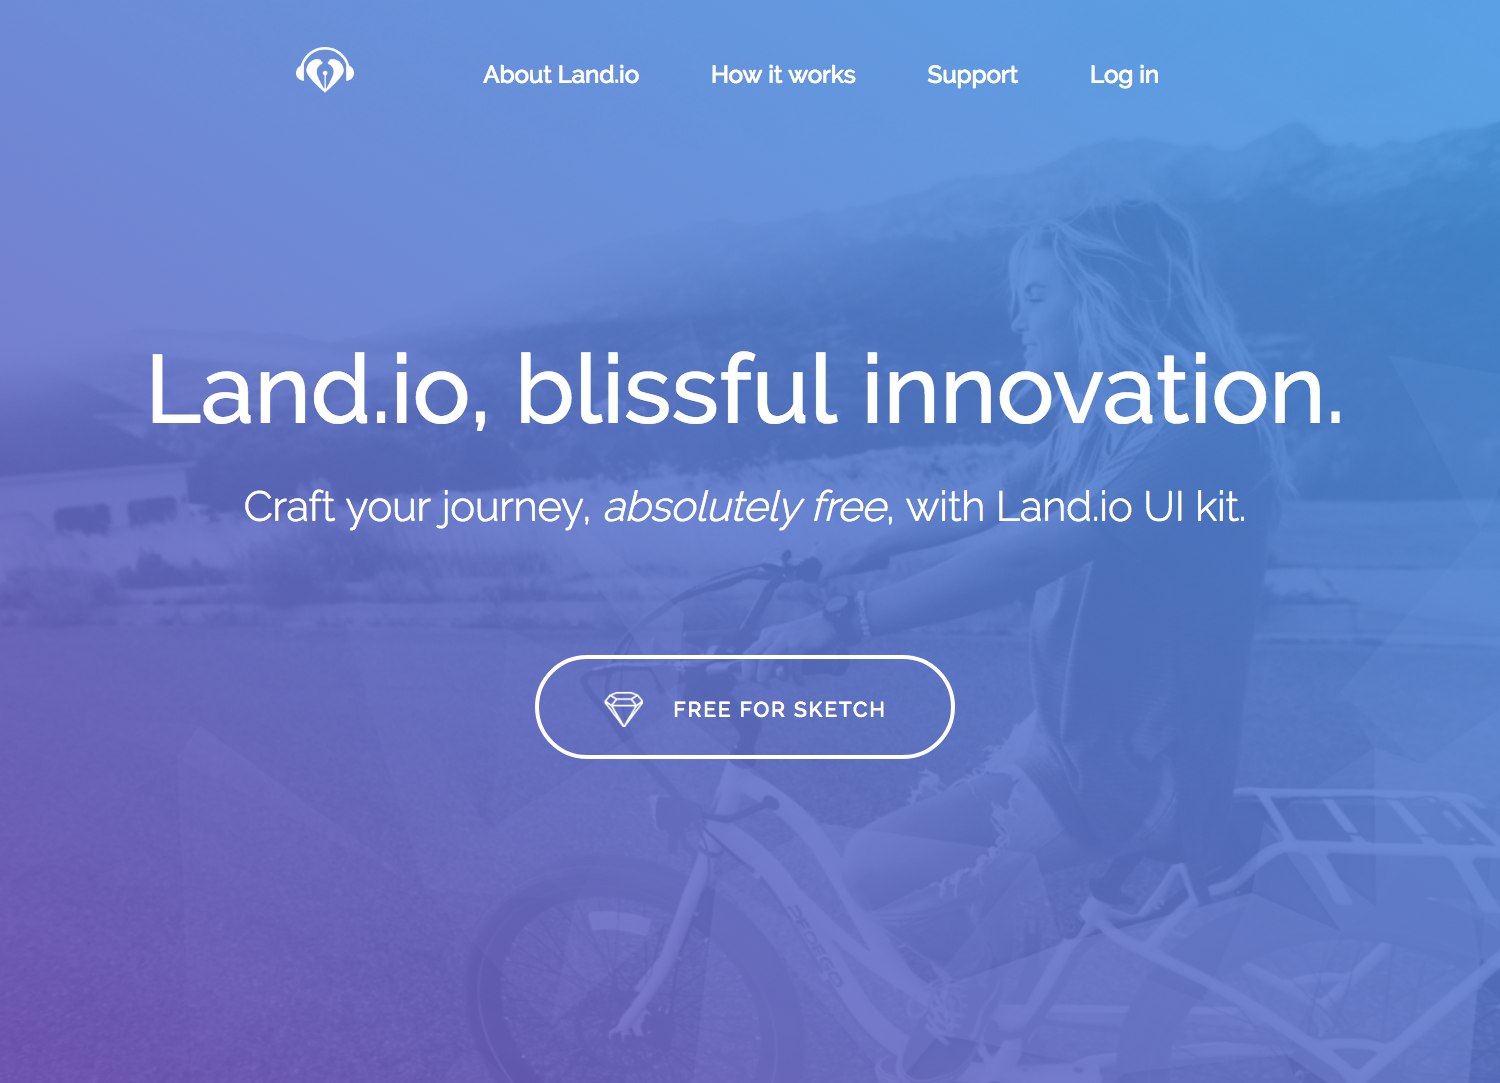 About Land.io How it works Support Log in
Land.io, blissful innovation.
Craft your journey, absolutely free, with Land.io UI kit.
FREE FOR SKETCH